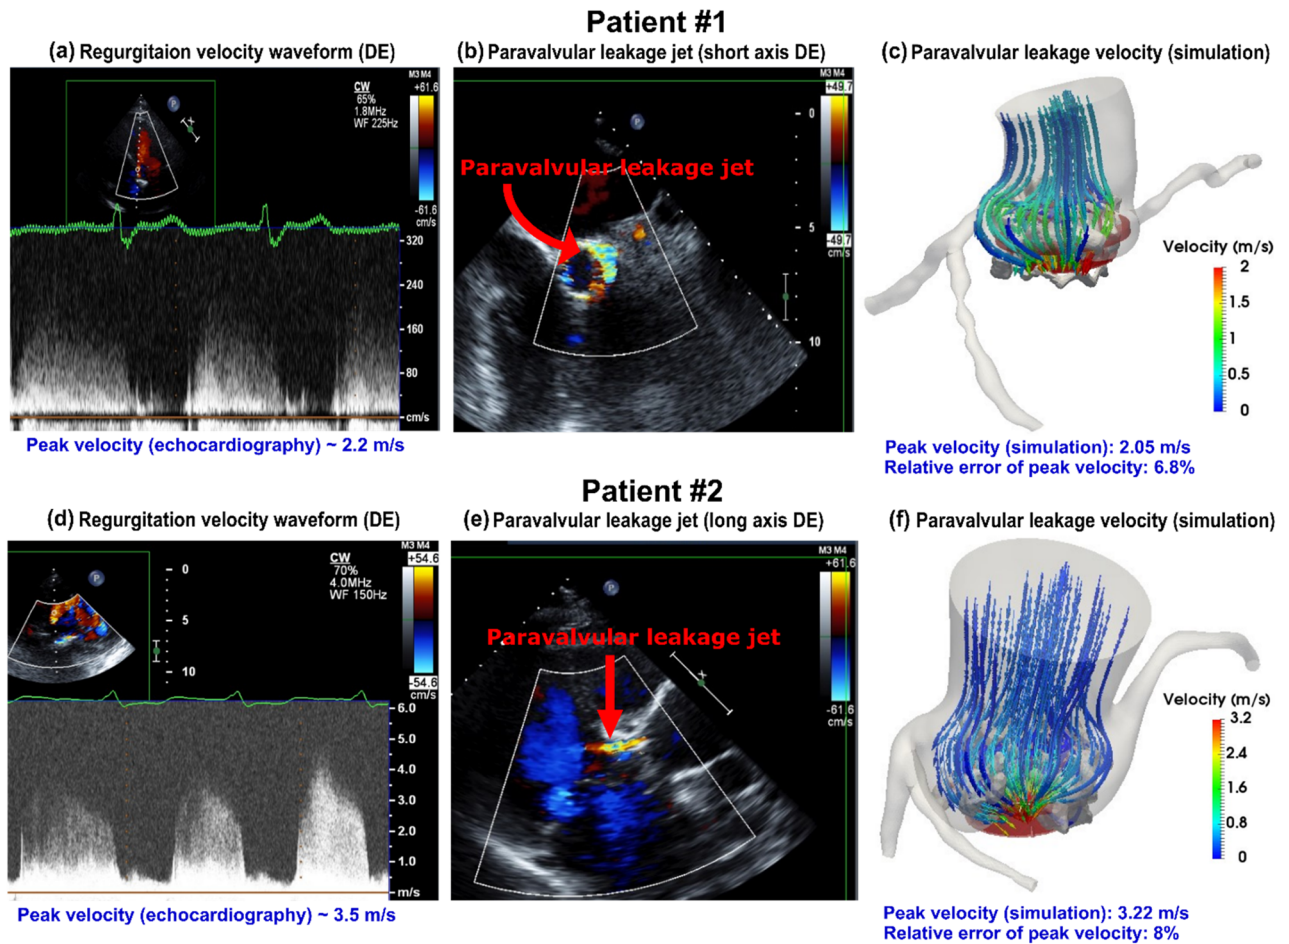 Patient #1
(a) Regurgitaion velocity waveform (DE)
(b) Paravalvular leakage jet (short axis DE)
(c) Paravalvular leakage velocity (simulation)
CW
65%
1.8MHz
WF 225Hz
M3 M4
+61.6
-61.6
cm/s
P
320
240
160
80
cm/s
Peak velocity (echocardiography) ~ 2.2 m/s
M3 M4
+49.7
-49.7
cm/s
P
0
5
10
Paravalvular leakage jet
Velocity (m/s)
2
1.5
1
0.5
0
Peak velocity (simulation): 2.05 m/s
Relative error of peak velocity: 6.8%
Patient #2
(d) Regurgitation velocity waveform (DE)
(e) Paravalvular leakage jet (long axis DE)
(f) Paravalvular leakage velocity (simulation)
CW
70%
4.0MHz
WF 150Hz
M3 M4
+54.6
-54.6
cm/s
P
0
5
10
6.0
5.0
4.0
3.0
2.0
1.0
m/s
Peak velocity (echocardiography) ~ 3.5 m/s
M3 M4
+61.6
-61.6
cm/s
P
x
Paravalvular leakage jet
Velocity (m/s)
3.2
2.4
1.6
0.8
0
Peak velocity (simulation): 3.22 m/s
Relative error of peak velocity: 8%